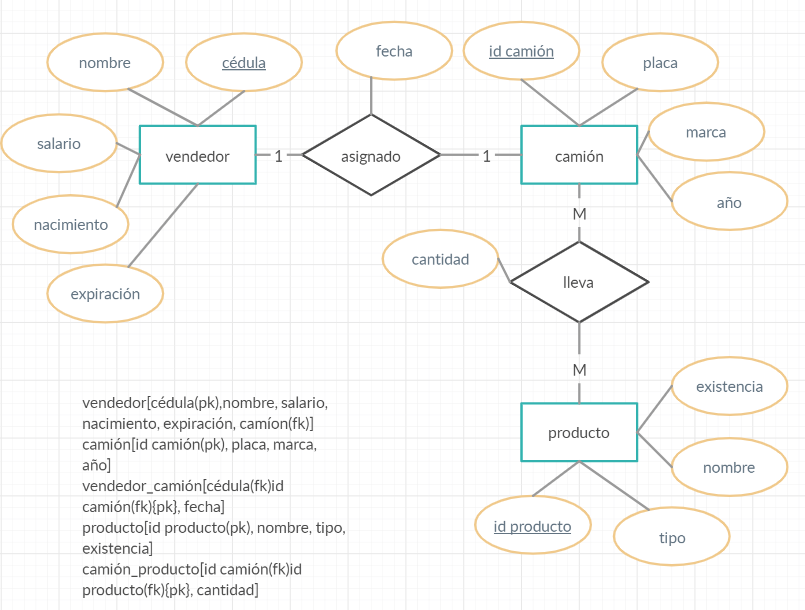 nombre
cédula
fecha
id camión
placa
salario
vendedor
1
asignado
1
camión
marca
año
nacimiento
M
expiración
cantidad
lleva
M
existencia
producto
nombre
id producto
tipo
vendedor[cédula(pk),nombre, salario,
nacimiento, expiración, camíon(fk)]
camión[id camión(pk), placa, marca,
año]
vendedor_camión[cédula(fk)id
camión(fk){pk}, fecha]
producto[id producto(pk), nombre, tipo,
existencia]
camión_producto[id camión(fk)id
producto(fk){pk}, cantidad]